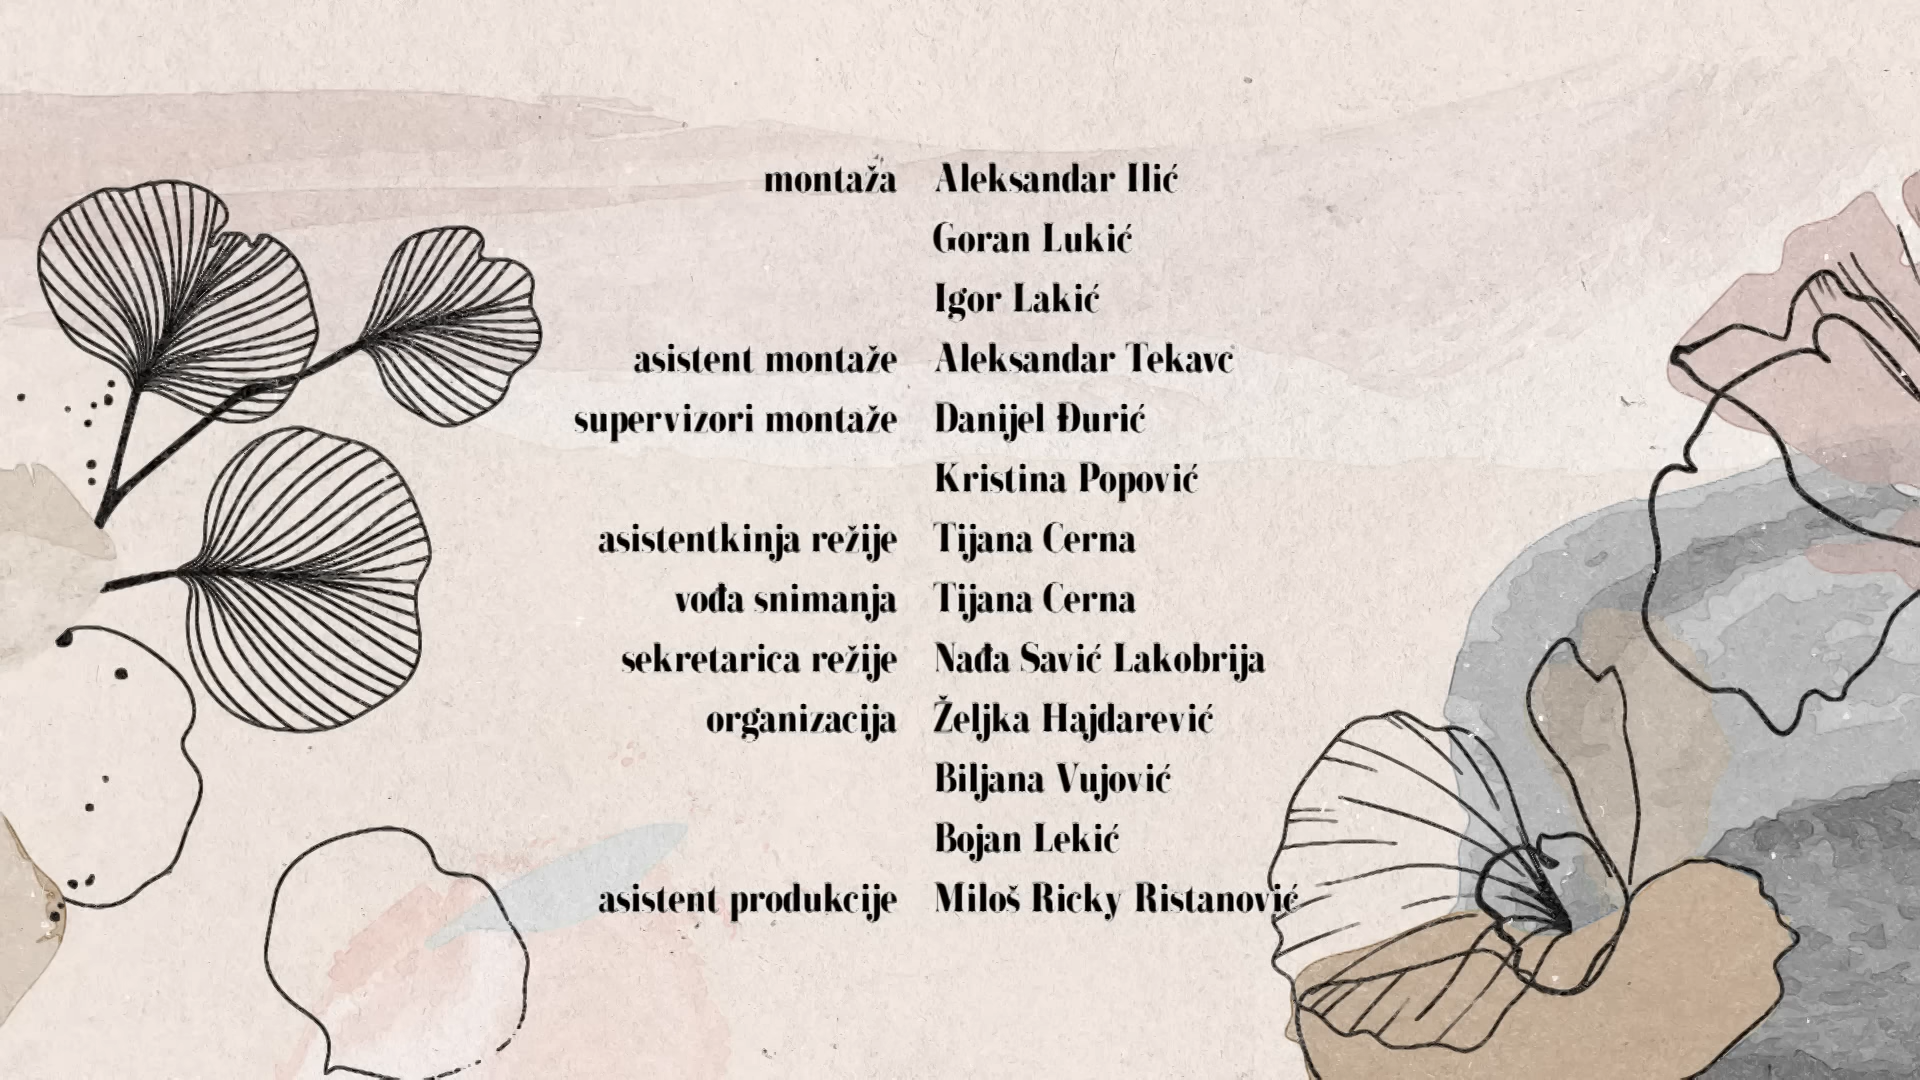 montaža Aleksandar Ilić
Goran Lukić
Igor Lakić
asistent montaže Aleksandar Tekavc
supervizori montaže Danijel Đurić
Kristina Popović
asistentkinja režije Tijana Cerna
vođa snimanja Tijana Cerna
sekretarica režije Nađa Savić Lakobrija
organizacija Željka Hajdarević
Biljana Vujović
Bojan Lekić
asistent produkcije Miloš Ricky Ristanović